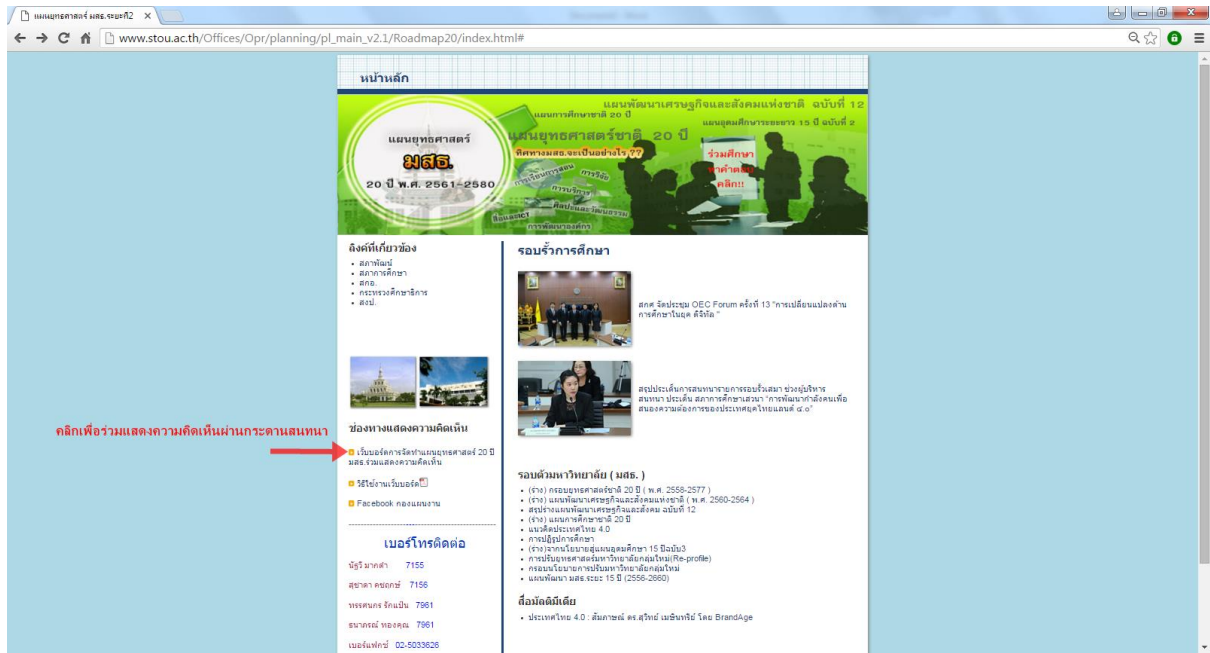 แผนยุทธศาสตร์ มสธ.ระยะที่2
www.stou.ac.th/Offices/Opr/planning/pl_main_v2.1/Roadmap20/index.html#
หน้าหลัก
แผนพัฒนาเศรษฐกิจและสังคมแห่งชาติ ฉบับที่ 12
แผนการศึกษาชาติ 20 ปี
แผนอุดมศึกษาระยะยาว 15 ปี ฉบับที่ 2
แผนยุทธศาสตร์ชาติ 20 ปี
ทิศทางมสธ.จะเป็นอย่างไร ??
แผนยุทธศาสตร์
มสธ.
20 ปี พ.ศ. 2561-2580
ร่วมศึกษา
หาคำตอบ
คลิก!!
การเรียนการสอน
การวิจัย
การบริการ
ศิลปะและวัฒนธรรม
สื่อและICT
การพัฒนาองค์กร
ลิงค์ที่เกี่ยวข้อง
สภาพัฒน์
สภาการศึกษา
สกอ.
กระทรวงศึกษาธิการ
สงป.
ช่องทางแสดงความคิดเห็น
คลิกเพื่อร่วมแสดงความคิดเห็นผ่านกระดานสนทนา
เว็บบอร์ดการจัดทำแผนยุทธศาสตร์ 20 ปี
มสธ.ร่วมแสดงความคิดเห็น
วิธีใช้งานเว็บบอร์ด
Facebook กองแผนงาน
เบอร์โทรติดต่อ
7155
สุชาดา คชฤกษ์ 7156
ทรรศนกร รักแป้น 7961
ธนาภรณ์ ทองคุณ 7961
เบอร์แฟกซ์ 02-5033626
รอบรั้วการศึกษา
สกศ จัดประชุม OEC Forum ครั้งที่ 13 "การเปลี่ยนแปลงด้าน
การศึกษาในยุค ดิจิทัล "
สรุปประเด็นการสนทนารายการรอบรั้วเสมา ช่วงผู้บริหาร
สนทนา ประเด็น สภาการศึกษาเสวนา "การพัฒนากำลังคนเพื่อ
สนองความต้องการของประเทศยุคไทยแลนด์ ๔.๐"
รอบตัวมหาวิทยาลัย ( มสธ. )
(ร่าง) กรอบยุทธศาสตร์ชาติ 20 ปี ( พ.ศ. 2558-2577 )
(ร่าง) แผนพัฒนาเศรษฐกิจและสังคมแห่งชาติ ( พ.ศ. 2560-2564 )
สรุปร่างแผนพัฒนาเศรษฐกิจและสังคม ฉบับที่ 12
(ร่าง) แผนการศึกษาชาติ 20 ปี
แนวคิดประเทศไทย 4.0
การปฏิรูปการศึกษา
(ร่าง)จากนโยบายสู่แผนอุดมศึกษา 15 ปีฉบับ3
การปรับยุทธศาสตร์มหาวิทยาลัยกลุ่มใหม่(Re-profile)
กรอบนโยบายการปรับมหาวิทยาลัยกลุ่มใหม่
แผนพัฒนา มสธ.ระยะ 15 ปี (2556-2660)
สื่อมัลติมีเดีย
ประเทศไทย 4.0 : สัมภาษณ์ ดร.สุวิทย์ เมษินทรีย์ โดย BrandAge